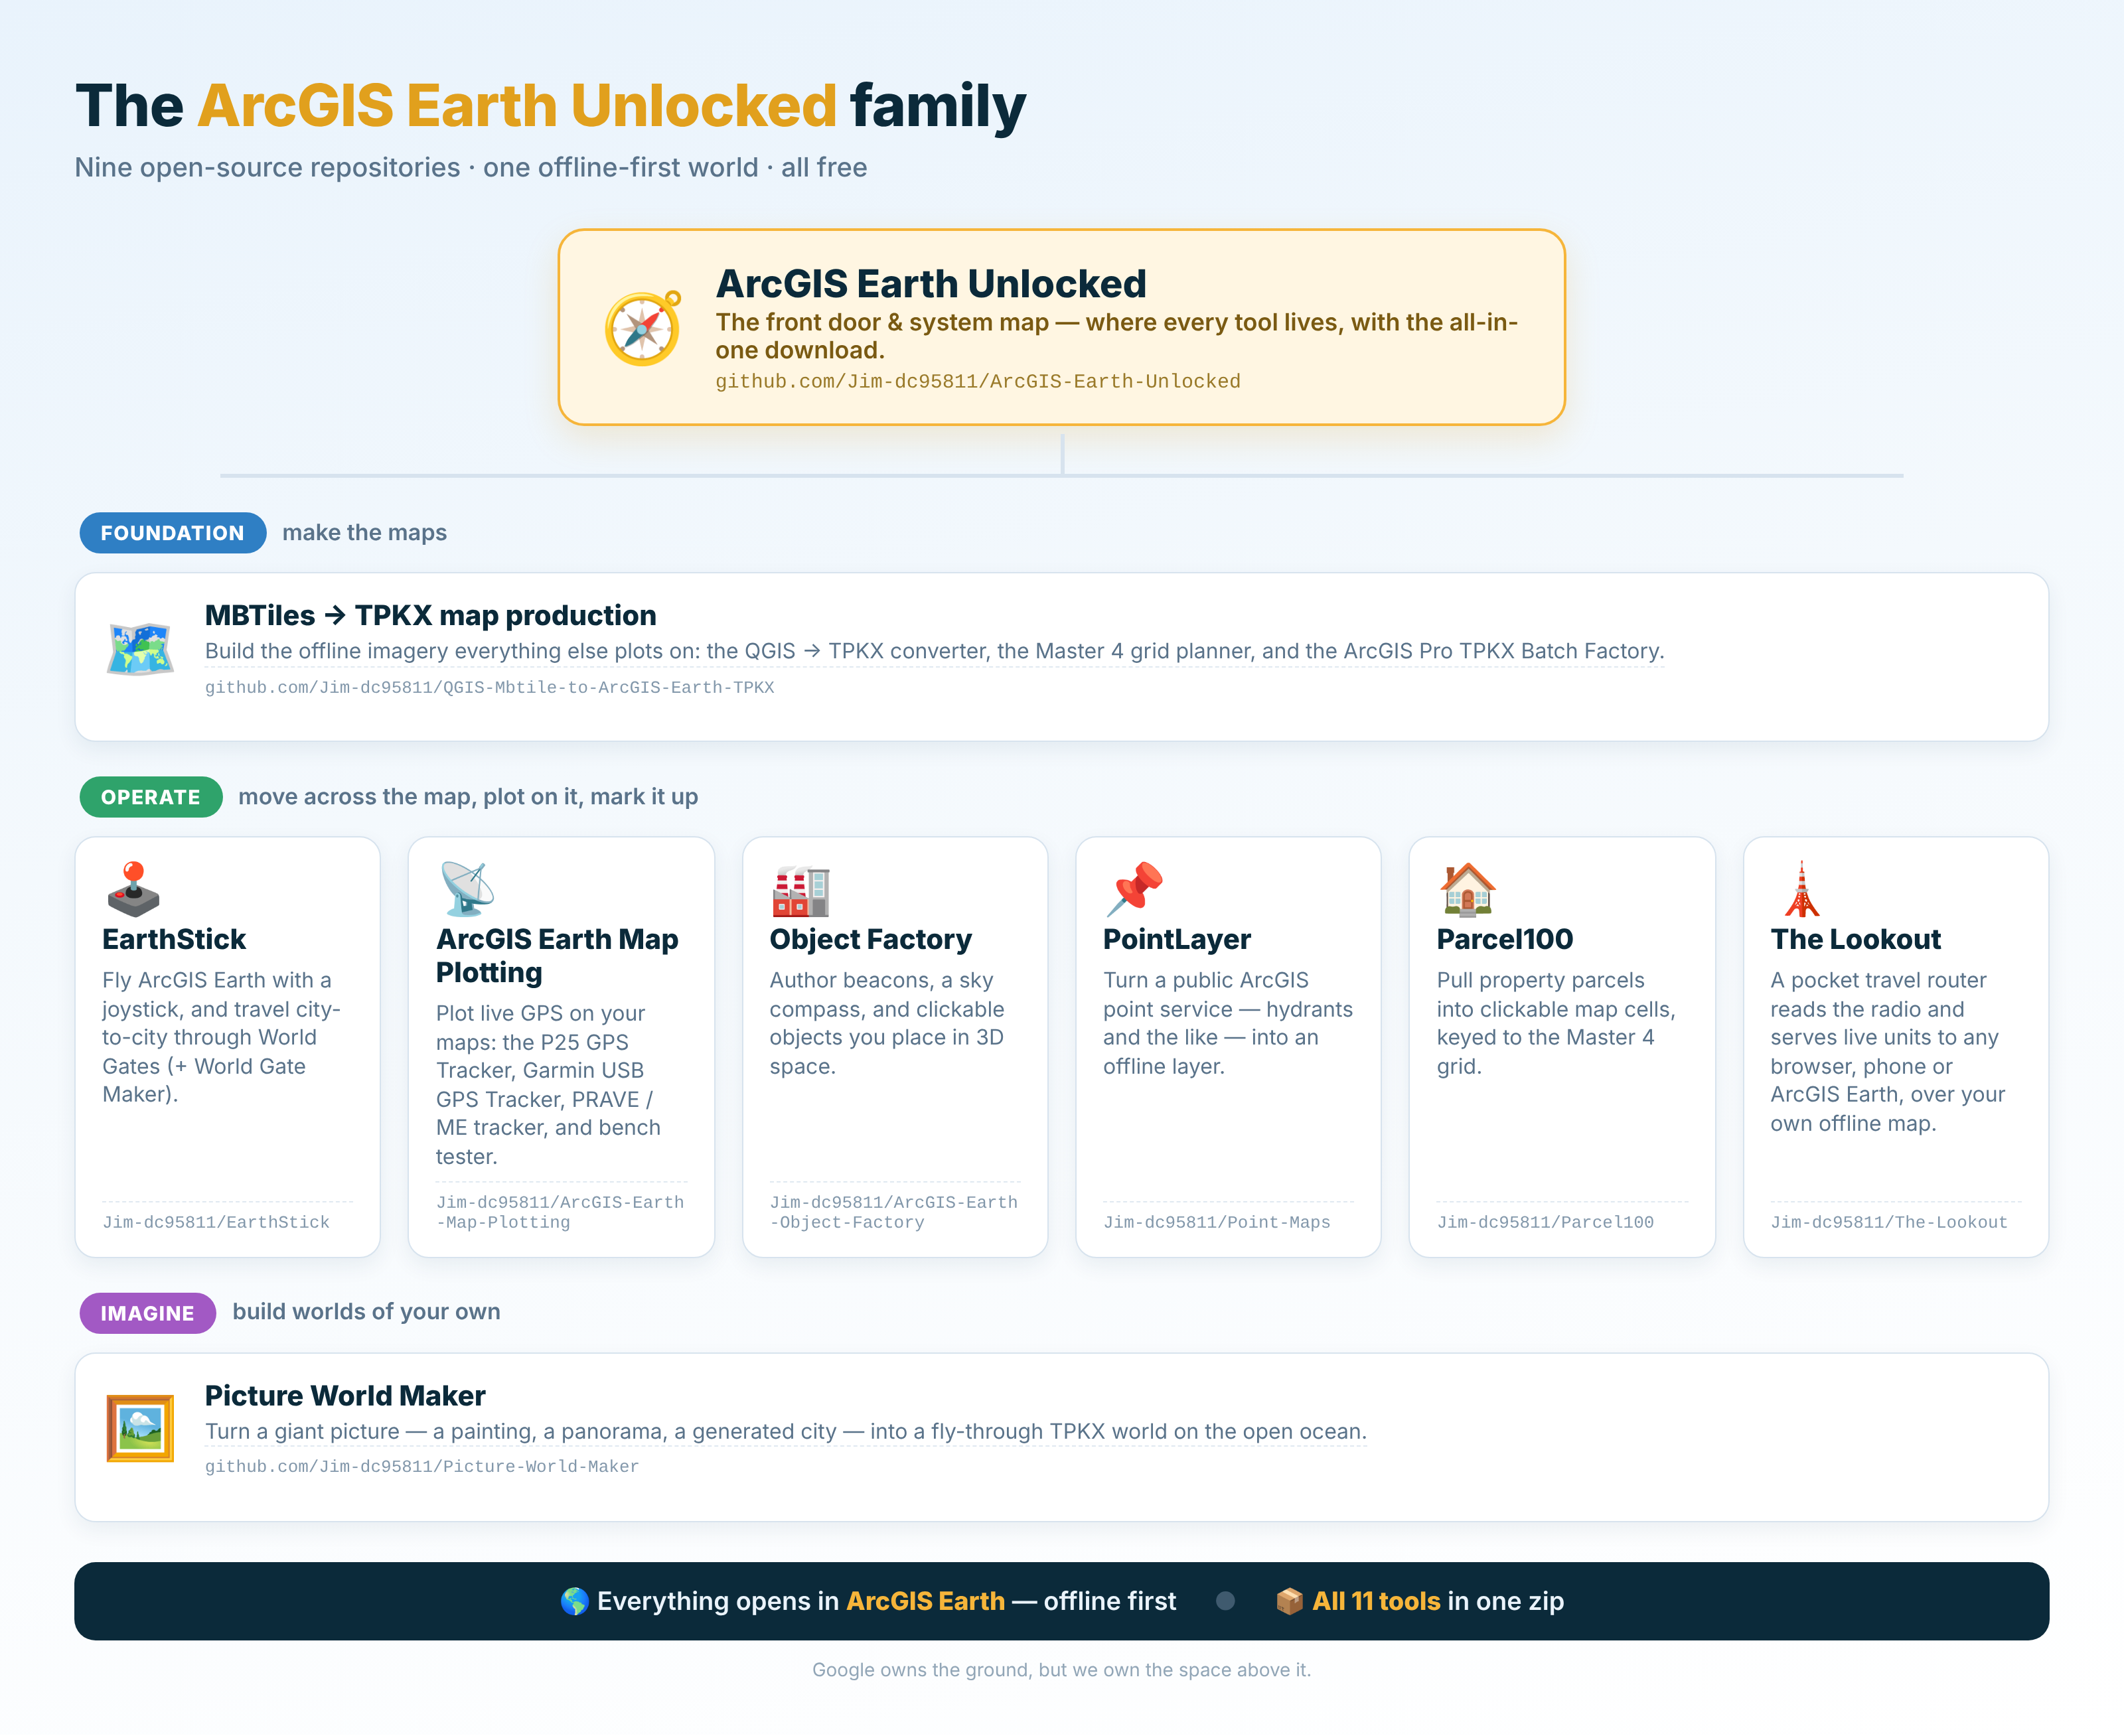 The ArcGIS Earth Unlocked family
Nine open-source repositories · one offline-first world · all free
ArcGIS Earth Unlocked
The front door & system map — where every tool lives, with the all-in-
one download.
github.com/Jim-dc95811/ArcGIS-Earth-Unlocked
FOUNDATION make the maps
MBTiles → TPKX map production
Build the offline imagery everything else plots on: the QGIS → TPKX converter, the Master 4 grid planner, and the ArcGIS Pro TPKX Batch Factory.
github.com/Jim-dc95811/QGIS-Mbtile-to-ArcGIS-Earth-TPKX
OPERATE move across the map, plot on it, mark it up
EarthStick
Fly ArcGIS Earth with a
joystick, and travel city-
to-city through World
Gates (+ World Gate
Maker).
Jim-dc95811/EarthStick
ArcGIS Earth Map
Plotting
Plot live GPS on your
maps: the P25 GPS
Tracker, Garmin USB
GPS Tracker, PRAVE /
ME tracker, and bench
tester.
Jim-dc95811/ArcGIS-Earth
-Map-Plotting
Object Factory
Author beacons, a sky
compass, and clickable
objects you place in 3D
space.
Jim-dc95811/ArcGIS-Earth
-Object-Factory
PointLayer
Turn a public ArcGIS
point service — hydrants
and the like — into an
offline layer.
Jim-dc95811/Point-Maps
Parcel100
Pull property parcels
into clickable map cells,
keyed to the Master 4
grid.
Jim-dc95811/Parcel100
The Lookout
A pocket travel router
reads the radio and
serves live units to any
browser, phone or
ArcGIS Earth, over your
own offline map.
Jim-dc95811/The-Lookout
IMAGINE build worlds of your own
Picture World Maker
Turn a giant picture — a painting, a panorama, a generated city — into a fly-through TPKX world on the open ocean.
github.com/Jim-dc95811/Picture-World-Maker
Everything opens in ArcGIS Earth — offline first All 11 tools in one zip
Google owns the ground, but we own the space above it.